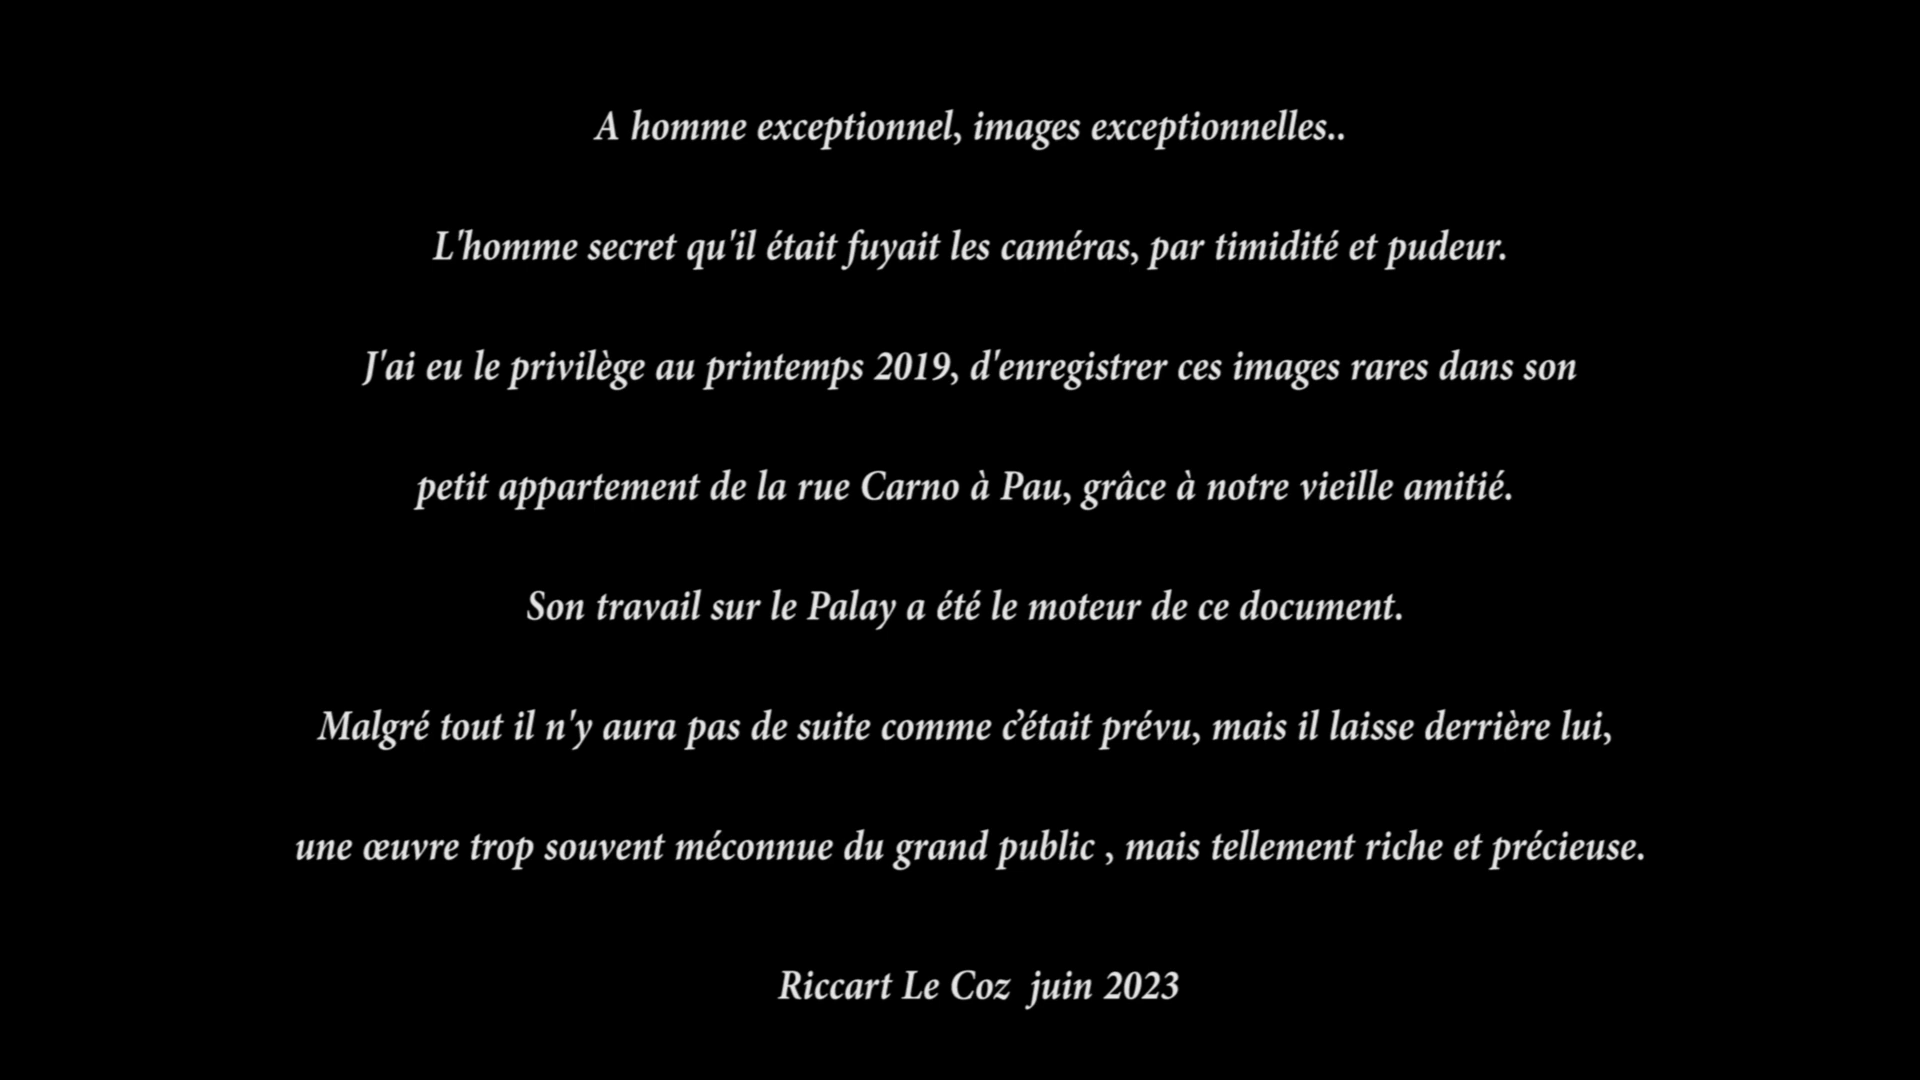 A homme exceptionnel, images exceptionnelles..
L'homme secret qu'il était fuyait les caméras, par timidité et pudeur.
J'ai eu le privilège au printemps 2019, d'enregistrer ces images rares dans son
petit appartement de la rue Carno à Pau, grâce à notre vieille amitié.
Son travail sur le Palay a été le moteur de ce document.
Malgré tout il n'y aura pas de suite comme c’était prévu, mais il laisse derrière lui,
une œuvre trop souvent méconnue du grand public , mais tellement riche et précieuse.
Riccart Le Coz  juin 2023